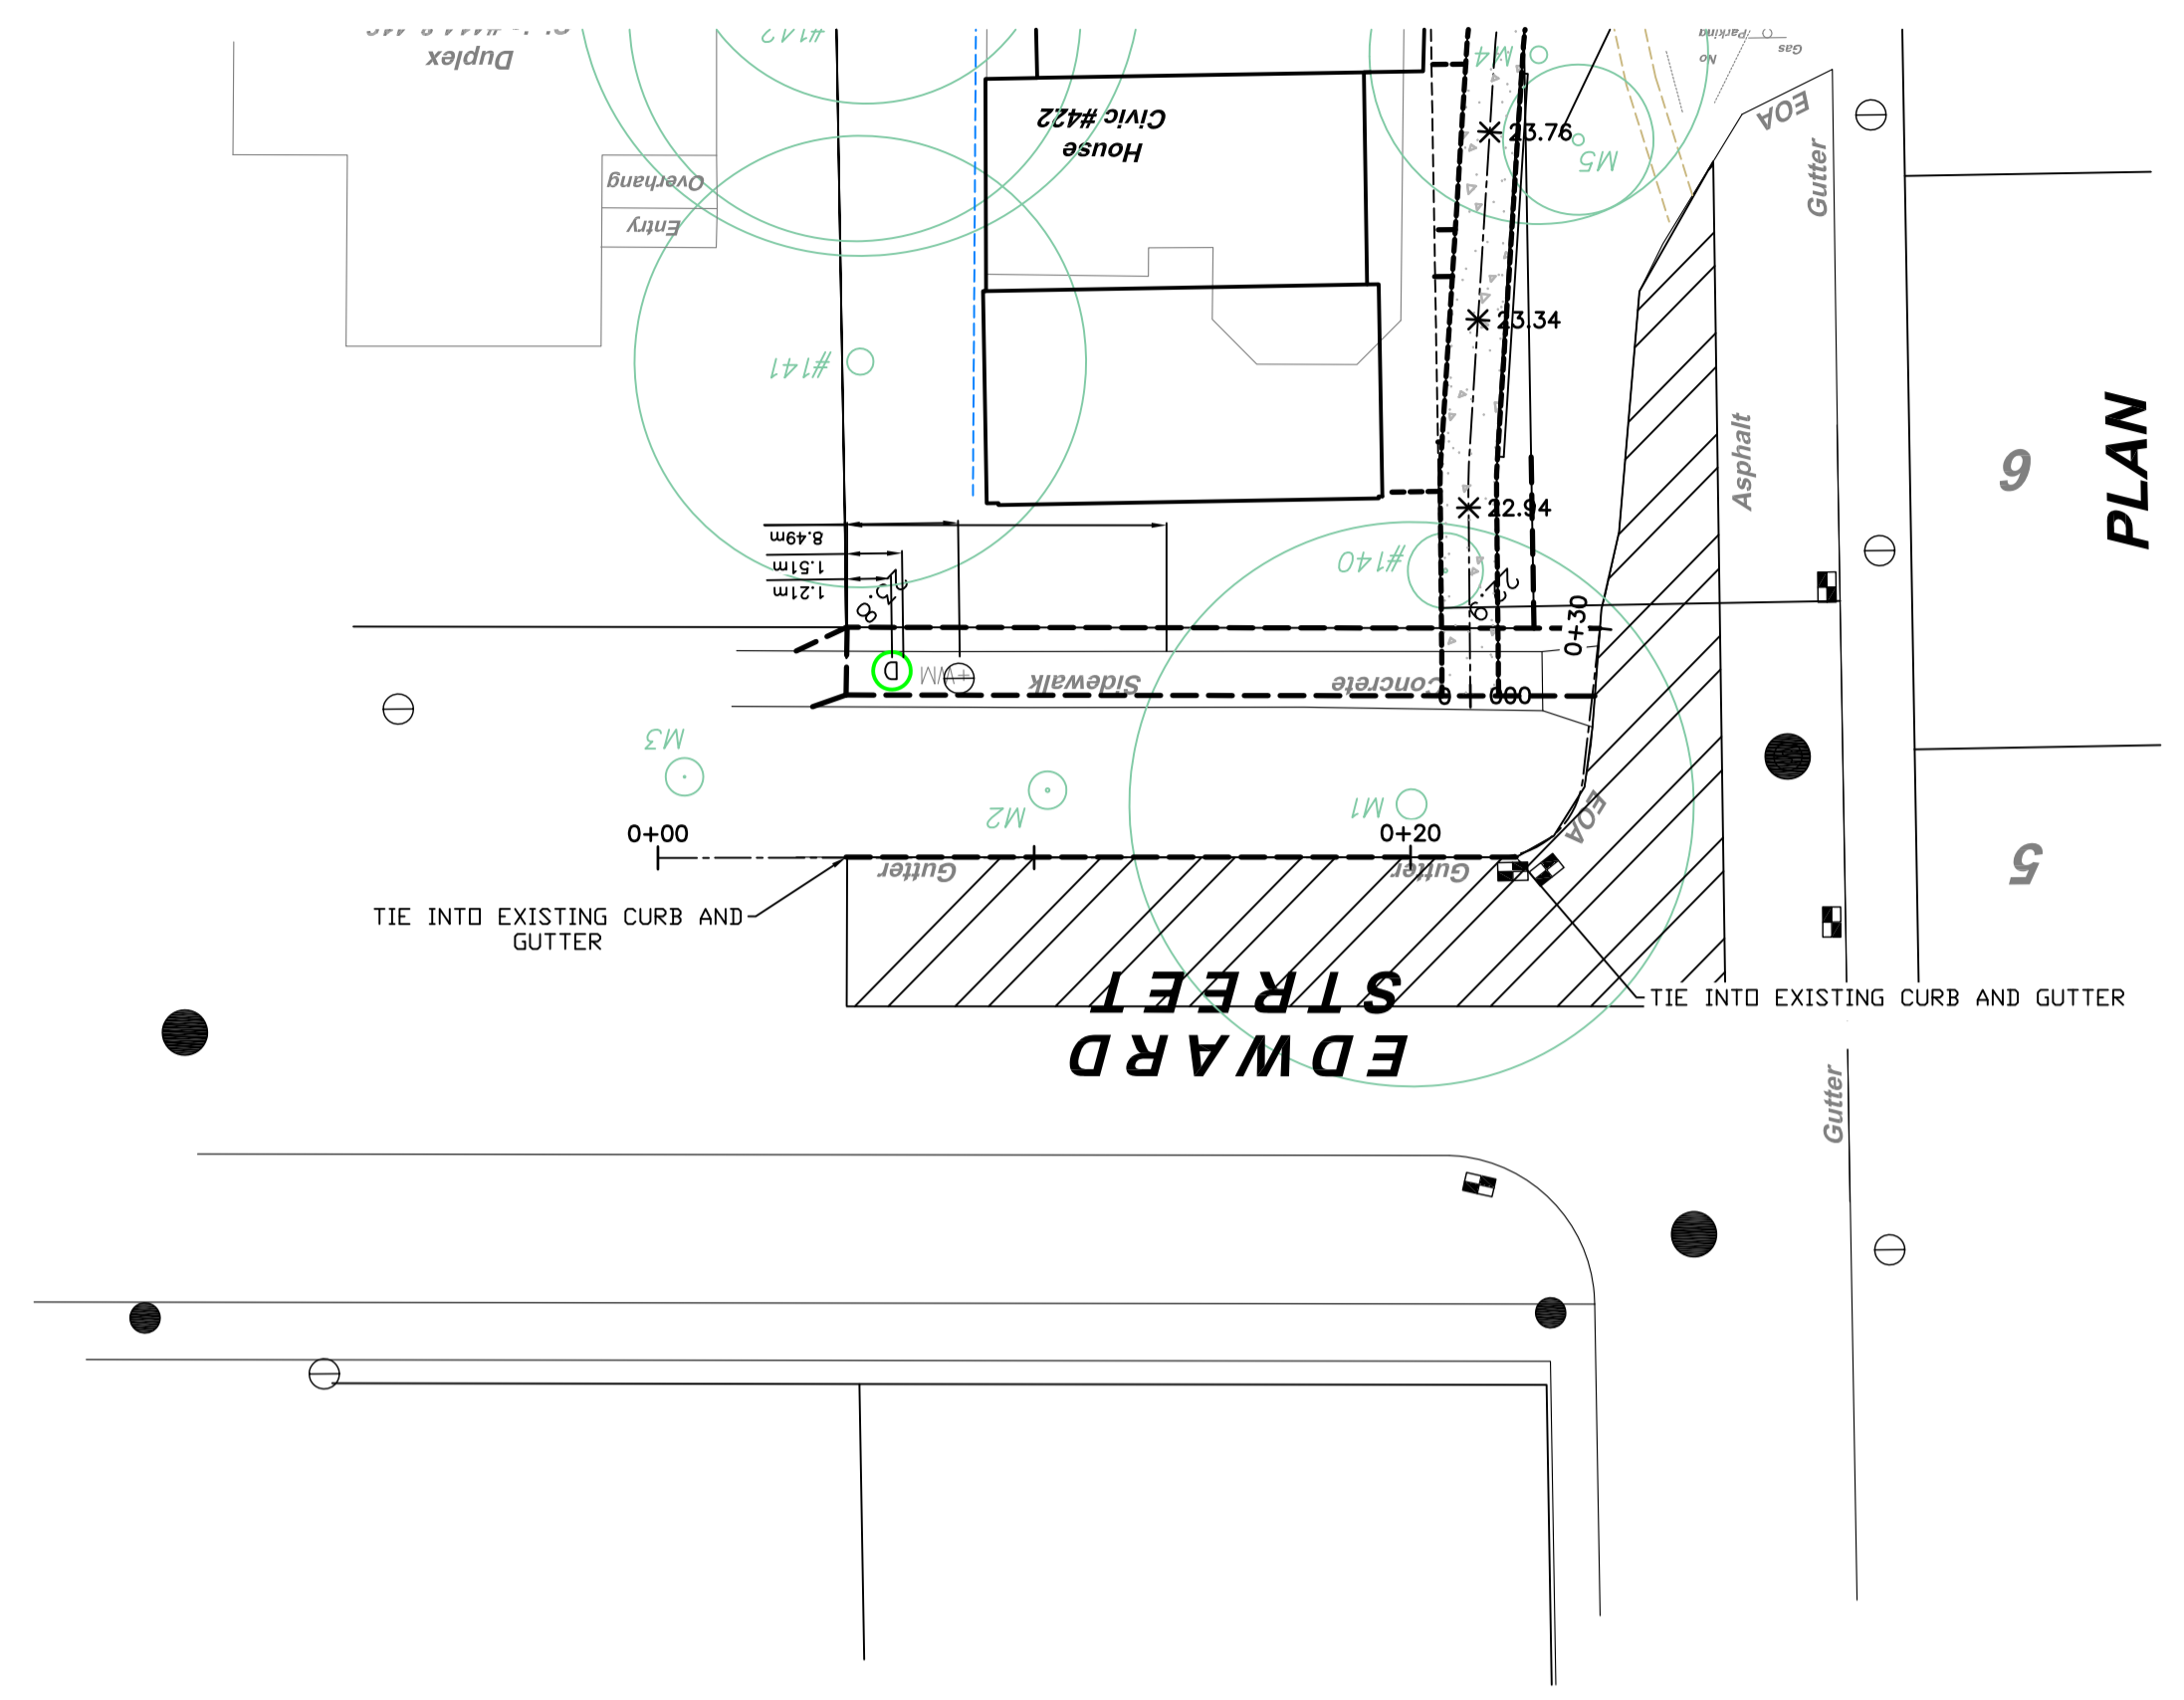 Duplex
#142
House
Civic #422
Overhang
Entry
M4
23.76
M5
No
Parking
Gas
EOA
Gutter
23.34
#141
Asphalt
6
PLAN
22.94
#140
8.49m
1.51m
1.21m
0+30
D
WM
Concrete
Sidewalk
0+000
M3
M2
M1
0+00
0+20
EOA
Gutter
Gutter
5
TIE INTO EXISTING CURB AND
GUTTER
TIE INTO EXISTING CURB AND GUTTER
EDWARD
STREET
Gutter